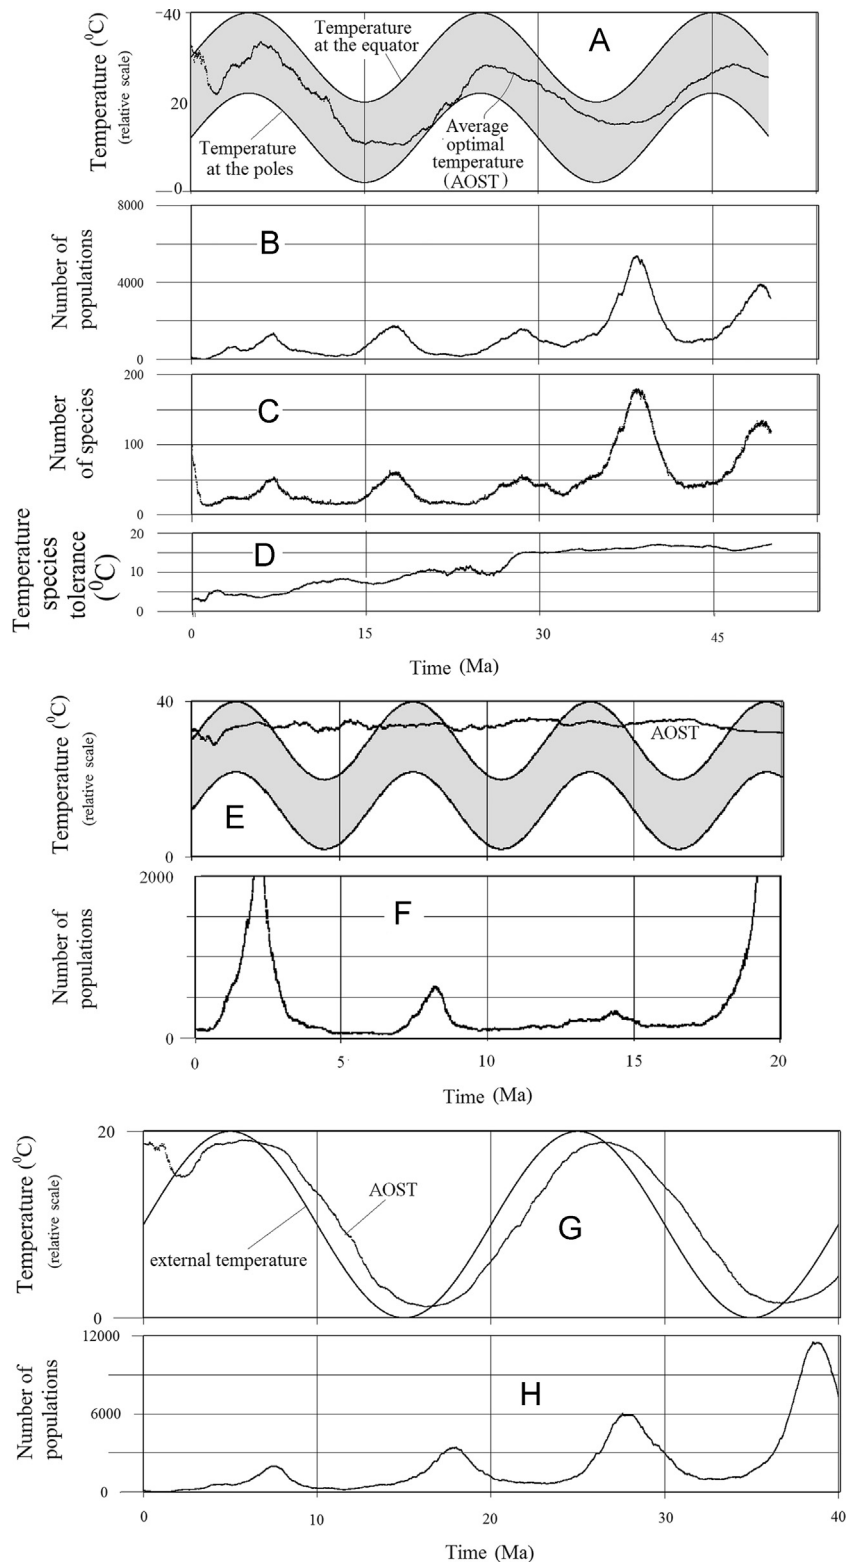 40
20
0
Temperature (⁰C)
(relative scale)
Temperature
at the equator
A
Temperature
at the poles
Average
optimal
temperature
(AOST)
8000
4000
0
Number of
populations
B
200
100
0
Number
of species
C
20
10
0
Temperature
species
tolerance
(⁰C)
D
0
15
30
45
Time (Ma)
40
0
Temperature (⁰C)
(relative scale)
E
AOST
2000
0
Number of
populations
F
0
5
10
15
20
Time (Ma)
20
0
Temperature (⁰C)
(relative scale)
AOST
external temperature
G
12000
6000
0
Number of
populations
H
0
10
20
30
40
Time (Ma)